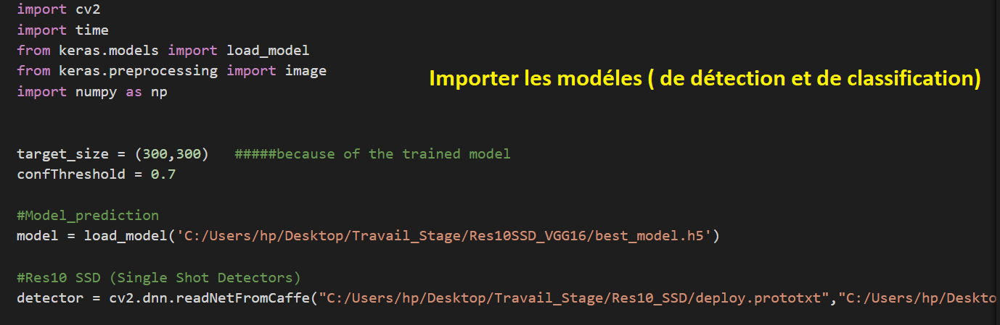 import cv2
import time
from keras.models import load_model
from keras.preprocessing import image
Importer les modéles ( de détection et de classification)
import numpy as np
target_size = (300,300)   #####because of the trained model
confThreshold = 0.7
#Model_prediction
model = load_model('C:/Users/hp/Desktop/Travail_Stage/Res10SSD_VGG16/best_model.h5')
#Res10 SSD (Single Shot Detectors)
detector = cv2.dnn.readNetFromCaffe("C:/Users/hp/Desktop/Travail_Stage/Res10_SSD/deploy.prototxt","C:/Users/hp/Deskto